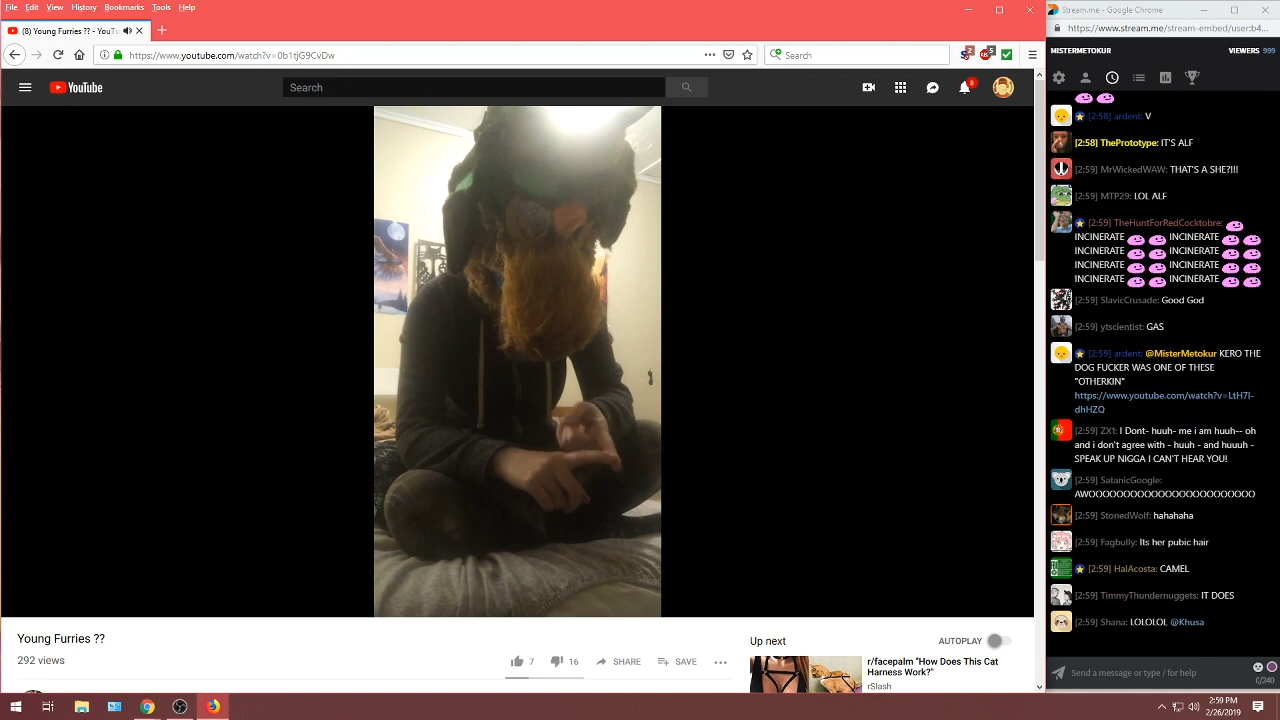 File Edit View History Bookmarks Tools Help
(8) Young Furries ?? - YouTu
https://www.youtube.com/watch?v=0b1tjG9CvDw
Search
2
5
YouTube
Search
8
Young Furries ??
292 views
7
16
SHARE
SAVE
Up next
AUTOPLAY
r/facepalm "How Does This Cat
Harness Work?"
rSlash
Stream.me - Google Chrome
https://www.stream.me/stream-embed/user:b4...
MISTERMETOKUR
VIEWERS 999
[2:58] ardent: V
[2:58] ThePrototype: IT'S ALF
[2:59] MrWickedWAW: THAT'S A SHE?!!!
[2:59] MTP29: LOL ALF
[2:59] TheHuntForRedCocktobre:
INCINERATE INCINERATE
INCINERATE INCINERATE
INCINERATE INCINERATE
INCINERATE INCINERATE
[2:59] SlavicCrusade: Good God
[2:59] ytscientist: GAS
[2:59] ardent: @MisterMetokur KERO THE
DOG FUCKER WAS ONE OF THESE
"OTHERKIN"
https://www.youtube.com/watch?v=LtH7I-
dhHZQ
[2:59] ZX1: I Dont- huuh- me i am huuh-- oh
and i don't agree with - huuh - and huuuh -
SPEAK UP NIGGA I CAN'T HEAR YOU!
[2:59] SatanicGoogle:
AWOOOOOOOOOOOOOOOOOOOOOOOO
[2:59] StonedWolf: hahahaha
[2:59] Fagbully: Its her pubic hair
[2:59] HalAcosta: CAMEL
[2:59] TimmyThundernuggets: IT DOES
[2:59] Shana: LOLOLOL @Khusa
Send a message or type / for help
0/240
2:59 PM
2/26/2019